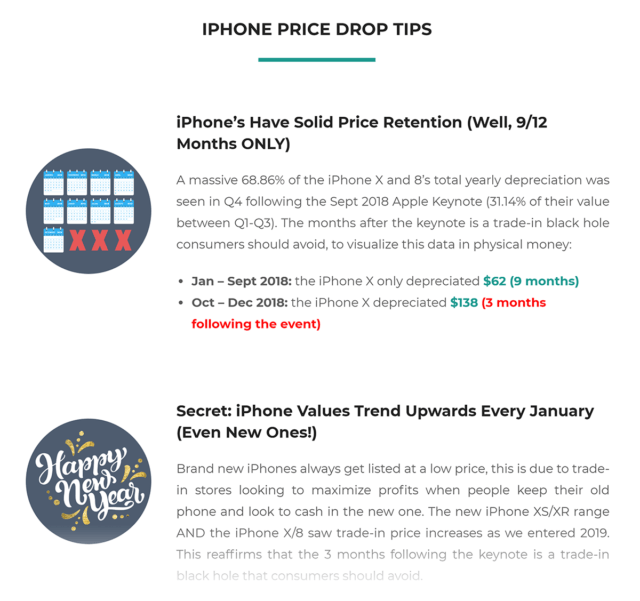 IPHONE PRICE DROP TIPS
iPhone's Have Solid Price Retention (Well, 9/12
Months ONLY)
A massive 68.86% of the iPhone X and 8's total yearly depreciation was
seen in Q4 following the Sept 2018 Apple Keynote (31.14% of their value
between Q1-Q3). The months after the keynote is a trade-in black hole
consumers should avoid, to visualize this data in physical money:
• Jan – Sept 2018: the iPhone X only depreciated $62 (9 months)
• Oct – Dec 2018: the iPhone X depreciated $138 (3 months
following the event)
X X X
Secret: iPhone Values Trend Upwards Every January
(Even New Ones!)
Happy
New
Year
Brand new iPhones always get listed at a low price, this is due to trade-
in stores looking to maximize profits when people keep their old
phone and look to cash in the new one. The new iPhone XS/XR range
AND the iPhone X/8 saw trade-in price increases as we entered 2019.
This reaffirms that the 3 months following the keynote is a trade-in
black hole that consumers should avoid.